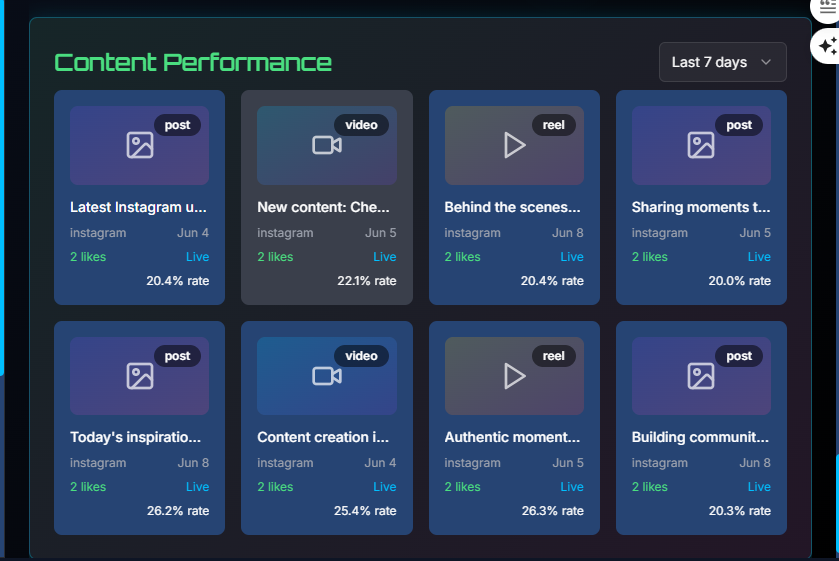 Content Performance
Last 7 days
post
Latest Instagram u...
instagram Jun 4
2 likes Live
20.4% rate
video
New content: Che...
instagram Jun 5
2 likes Live
22.1% rate
reel
Behind the scenes...
instagram Jun 8
2 likes Live
20.4% rate
post
Sharing moments t...
instagram Jun 5
2 likes Live
20.0% rate
post
Today's inspiratio...
instagram Jun 8
2 likes Live
26.2% rate
video
Content creation i...
instagram Jun 4
2 likes Live
25.4% rate
reel
Authentic moment...
instagram Jun 5
2 likes Live
26.3% rate
post
Building communit...
instagram Jun 8
2 likes Live
20.3% rate